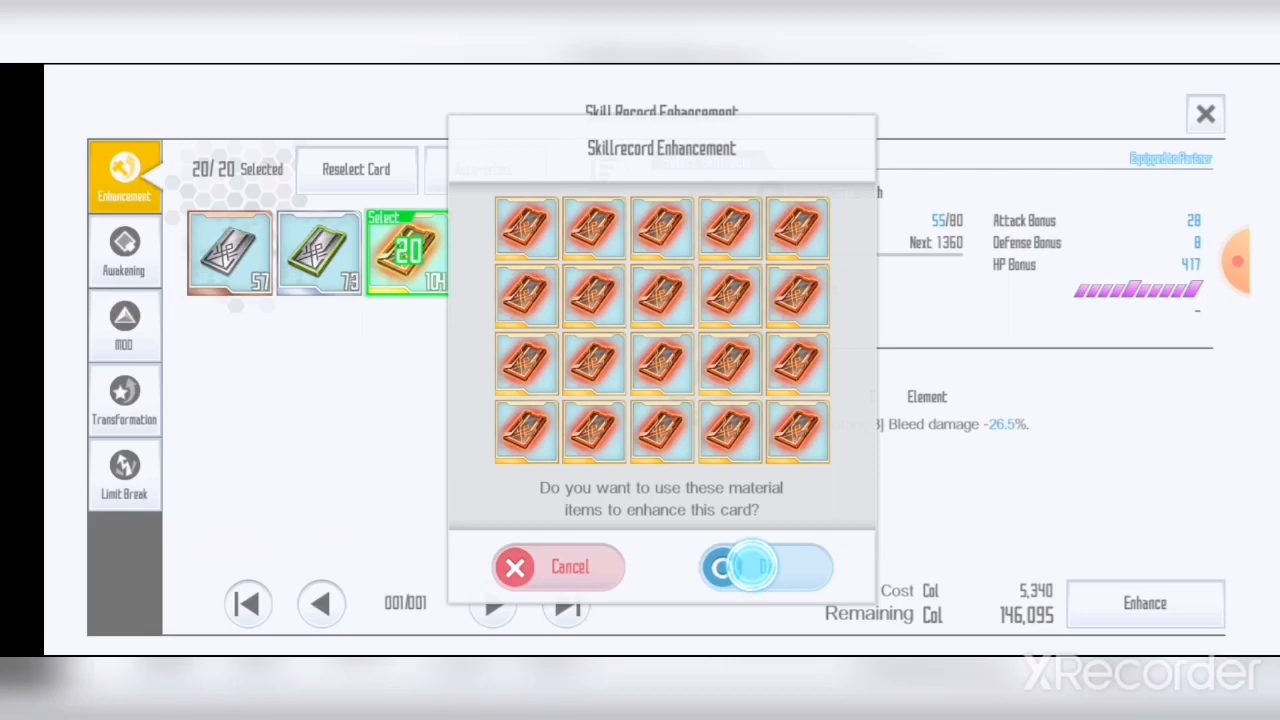 Skill Record Enhancement
Skillrecord Enhancement
20/ 20 Selected
Reselect Card
Equipped to Partner
Enhancement
Select
20
57
73
104
55/80
Next 1360
Attack Bonus 28
Defense Bonus 8
HP Bonus 417
-
Awakening
MOD
Transformation
Limit Break
Element
] Bleed damage -26.5%.
Do you want to use these material
items to enhance this card?
Cancel
001/001
Cost Col 5,340
Remaining Col 146,095
Enhance
XRecorder